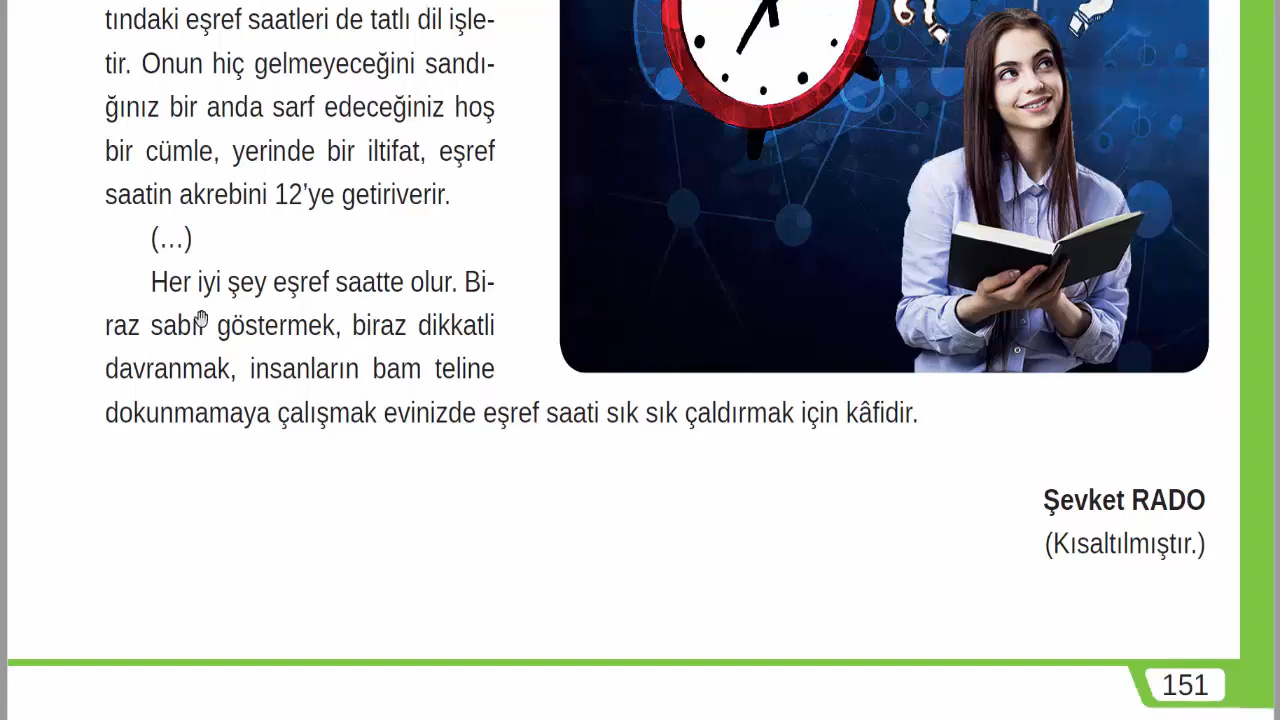 tındaki eşref saatleri de tatlı dil işle-
tir. Onun hiç gelmeyeceğini sandı-
ğınız bir anda sarf edeceğiniz hoş
bir cümle, yerinde bir iltifat, eşref
saatin akrebini 12’ye getiriverir.
(…)
Her iyi şey eşref saatte olur. Bi-
raz sabır göstermek, biraz dikkatli
davranmak, insanların bam teline
dokunmamaya çalışmak evinizde eşref saati sık sık çaldırmak için kâfidir.
Şevket RADO
(Kısaltılmıştır.)
151